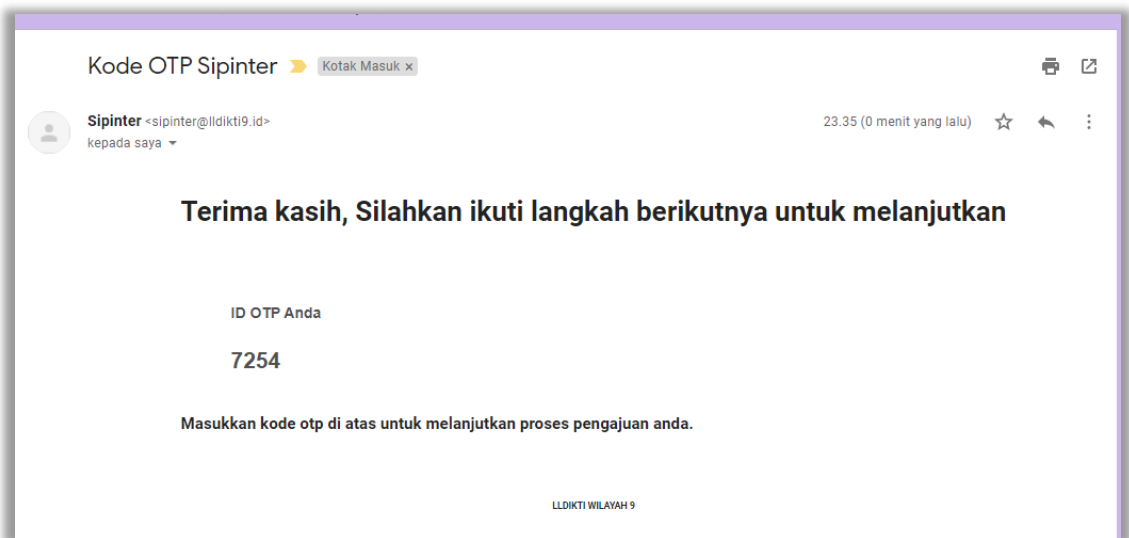 Kode OTP Sipinter Kotak Masuk x
Sipinter <sipinter@lldikti9.id> 23.35 (0 menit yang lalu)
kepada saya
Terima kasih, Silahkan ikuti langkah berikutnya untuk melanjutkan
ID OTP Anda
7254
Masukkan kode otp di atas untuk melanjutkan proses pengajuan anda.
LLDIKTI WILAYAH 9